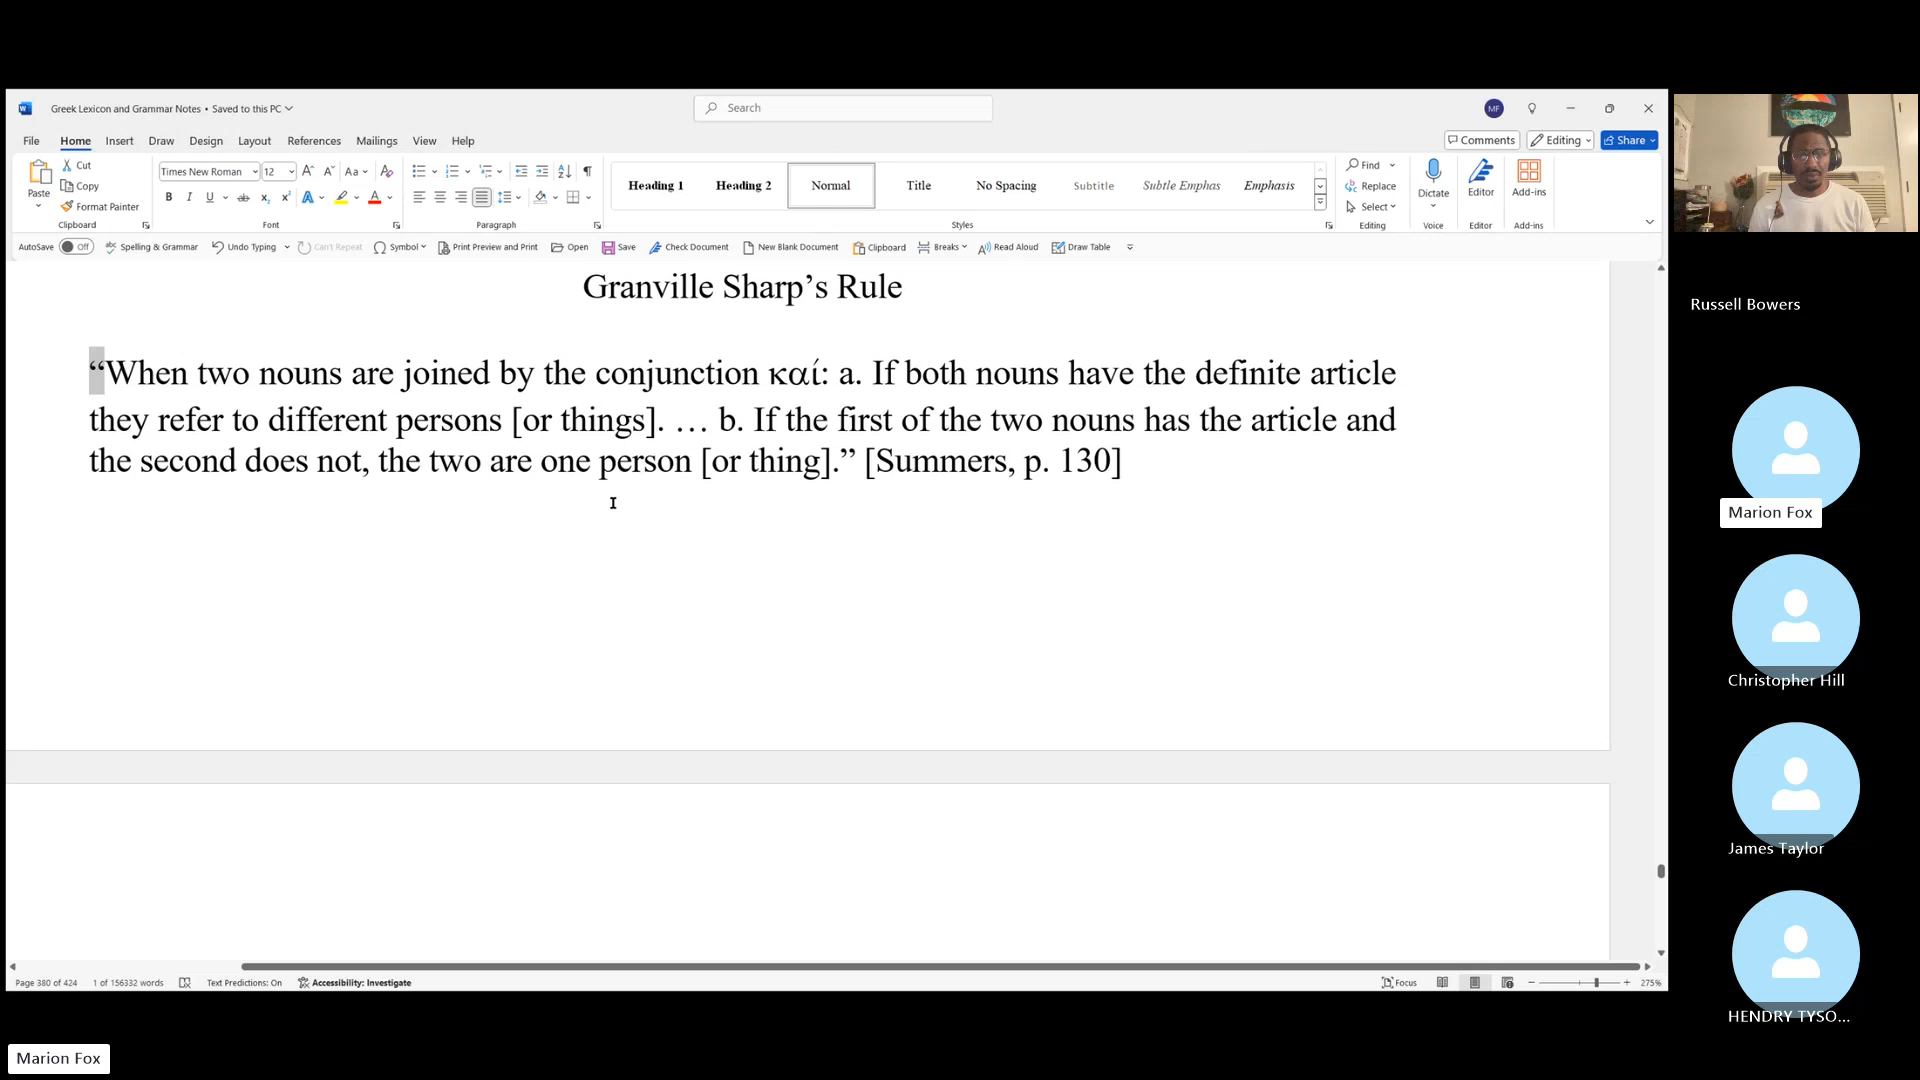 Greek Lexicon and Grammar Notes • Saved to this PC
Search
MF
File Home Insert Draw Design Layout References Mailings View Help
Comments Editing Share
Paste Cut Copy Format Painter
Clipboard
Times New Roman 12
Font
Paragraph
Heading 1 Heading 2 Normal Title No Spacing Subtitle Subtle Emphas Emphasis
Styles
Find Replace Select
Editing
Dictate
Voice
Editor
Editor
Add-ins
Add-ins
AutoSave Off Spelling & Grammar Undo Typing Can't Repeat Symbol Print Preview and Print Open Save Check Document New Blank Document Clipboard Breaks Read Aloud Draw Table
Granville Sharp’s Rule
“When two nouns are joined by the conjunction καί: a. If both nouns have the definite article
they refer to different persons [or things]. … b. If the first of the two nouns has the article and
the second does not, the two are one person [or thing].” [Summers, p. 130]
Page 380 of 424 1 of 156332 words Text Predictions: On Accessibility: Investigate Focus 275%
Russell Bowers
Marion Fox
Christopher Hill
James Taylor
HENDRY TYSO...
Marion Fox